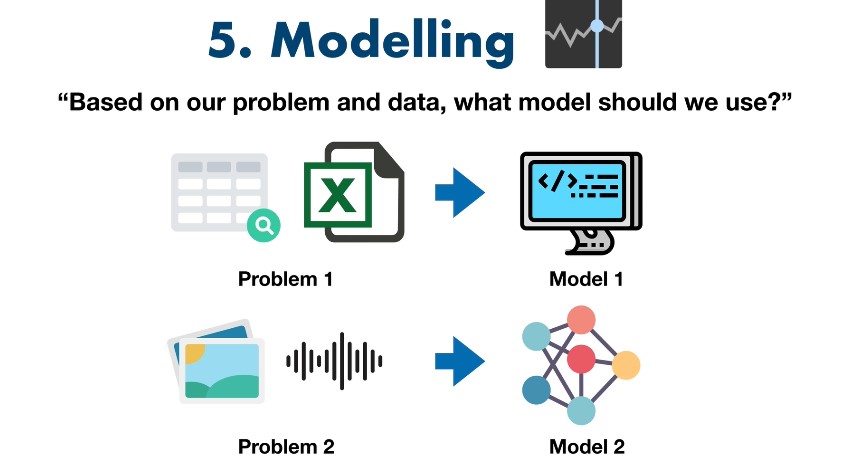 5. Modelling
“Based on our problem and data, what model should we use?”
X
</>
Problem 1
Model 1
Problem 2
Model 2